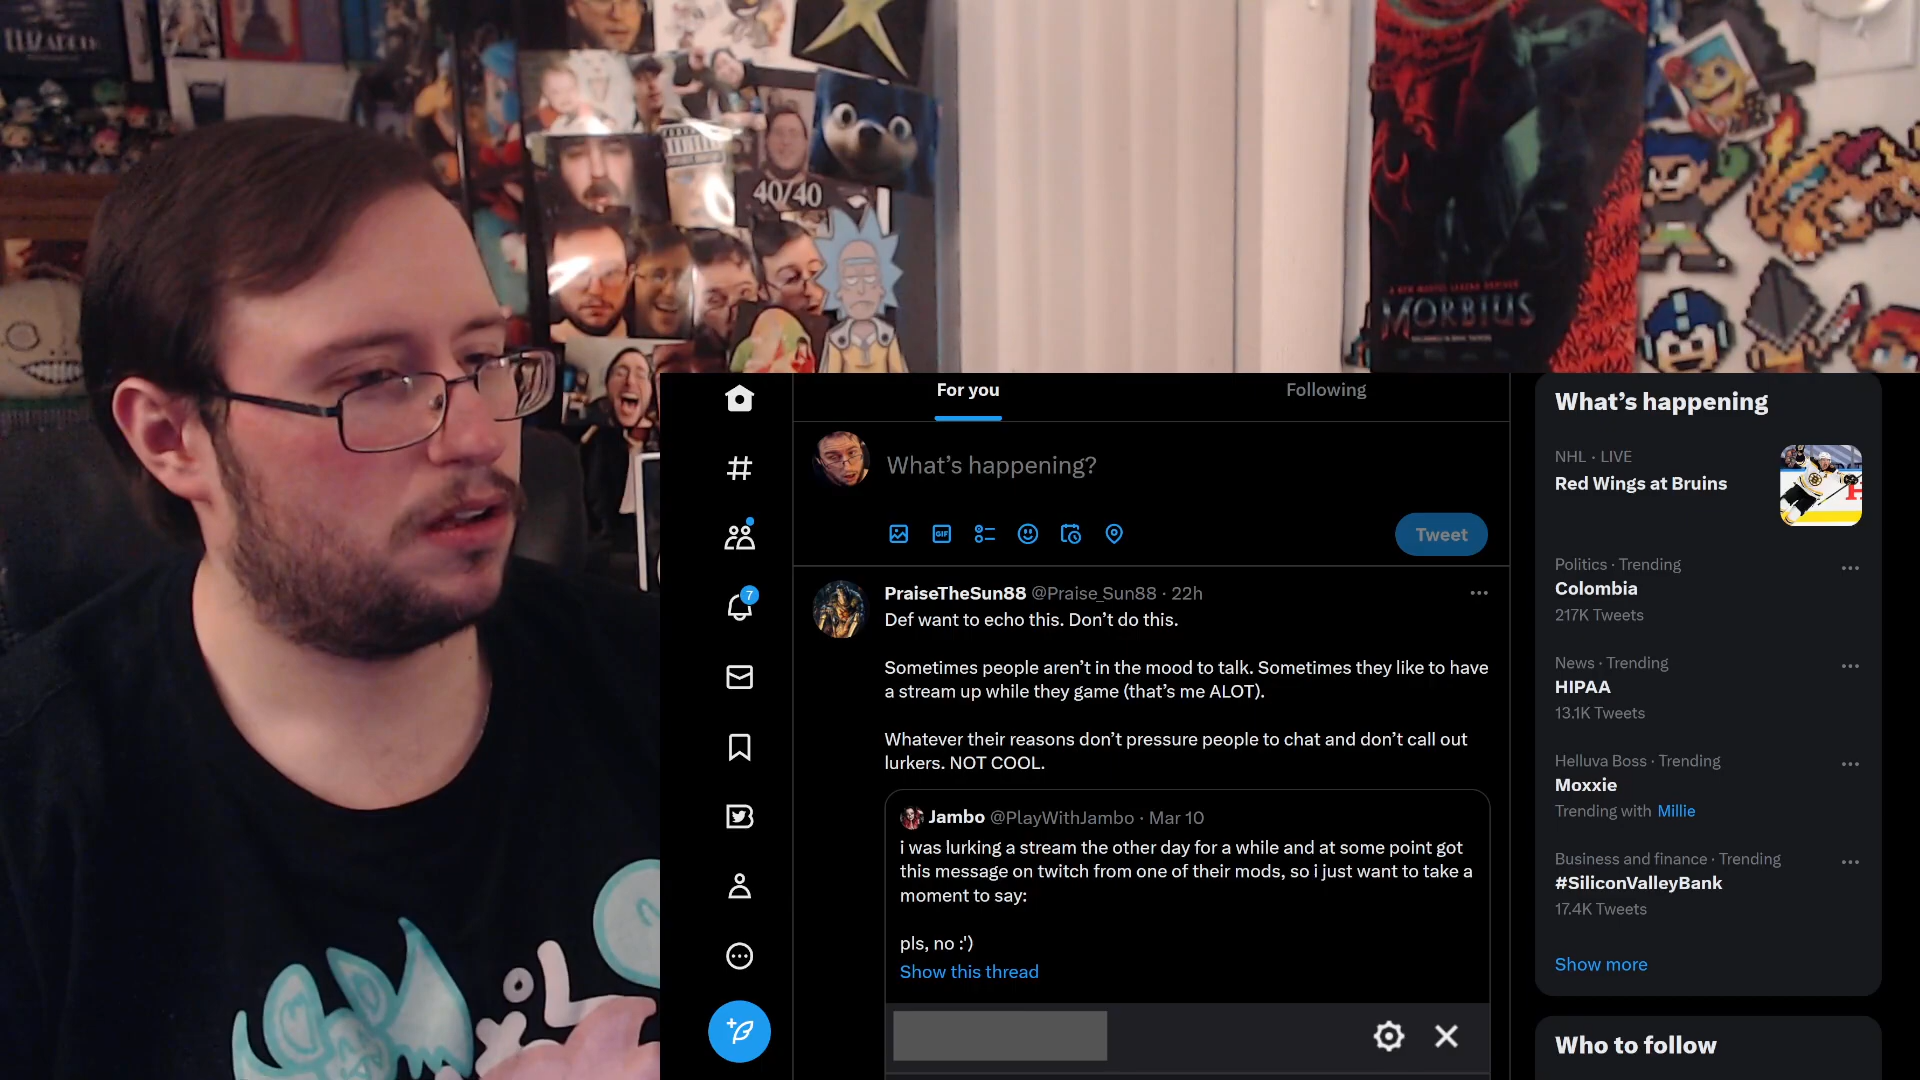 ELIZABETH
40/40
MORBIUS
For you
Following
What's happening?
Tweet
7
PraiseTheSun88 @Praise_Sun88 · 22h
Def want to echo this. Don't do this.
Sometimes people aren't in the mood to talk. Sometimes they like to have
a stream up while they game (that's me ALOT).
Whatever their reasons don't pressure people to chat and don't call out
lurkers. NOT COOL.
Jambo @PlayWithJambo · Mar 10
i was lurking a stream the other day for a while and at some point got
this message on twitch from one of their mods, so i just want to take a
moment to say:
pls, no :')
Show this thread
What's happening
NHL · LIVE
Red Wings at Bruins
Politics · Trending
Colombia
217K Tweets
News · Trending
HIPAA
13.1K Tweets
Helluva Boss · Trending
Moxxie
Trending with Millie
Business and finance · Trending
#SiliconValleyBank
17.4K Tweets
Show more
Who to follow